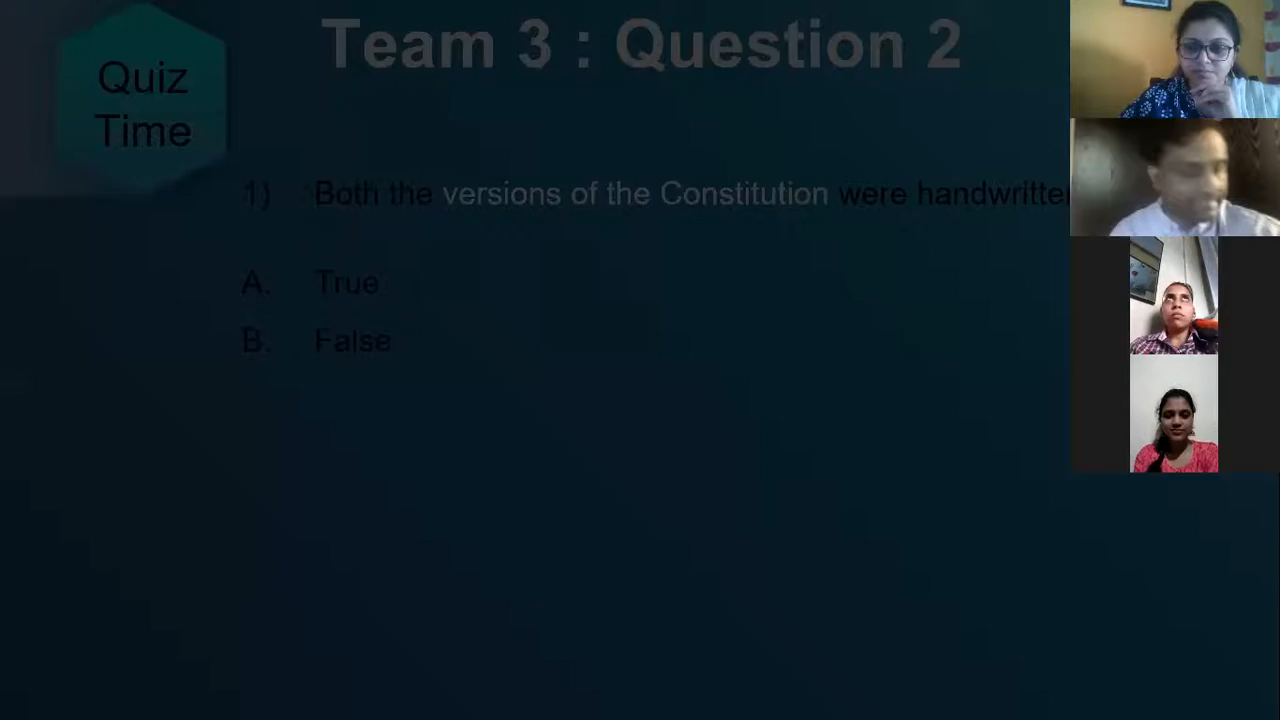 Quiz
Time
Team 3 : Question 2
1) Both the versions of the Constitution were handwritten
A. True
B. False